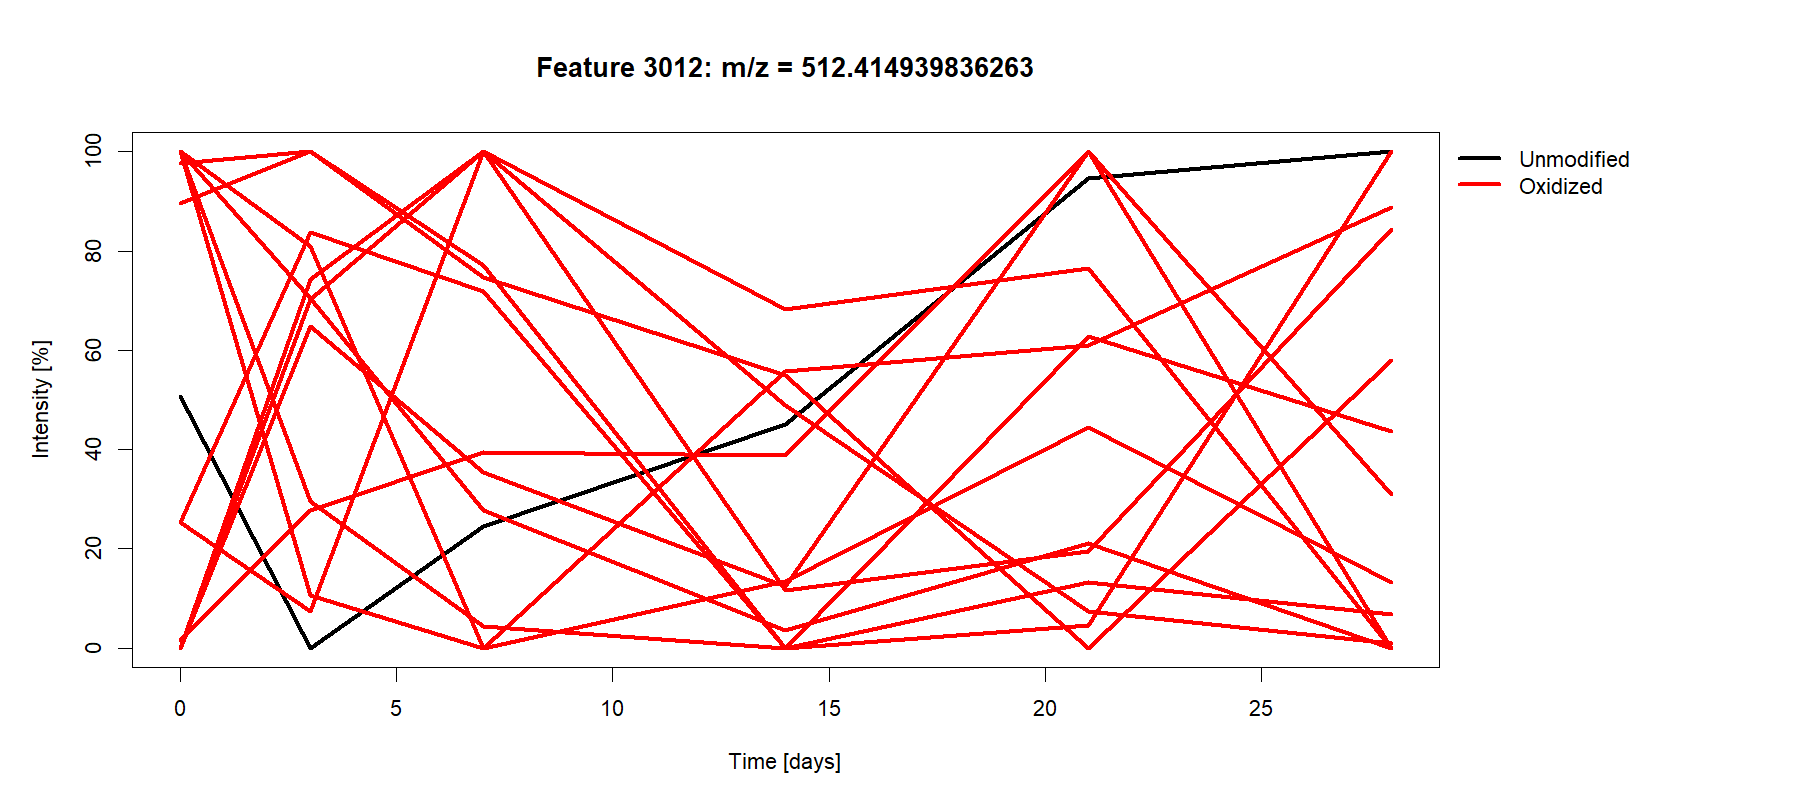 Feature 3012: m/z = 512.414939836263
Intensity [%]
100
80
60
40
20
0
0 5 10 15 20 25
Time [days]
Unmodified
Oxidized